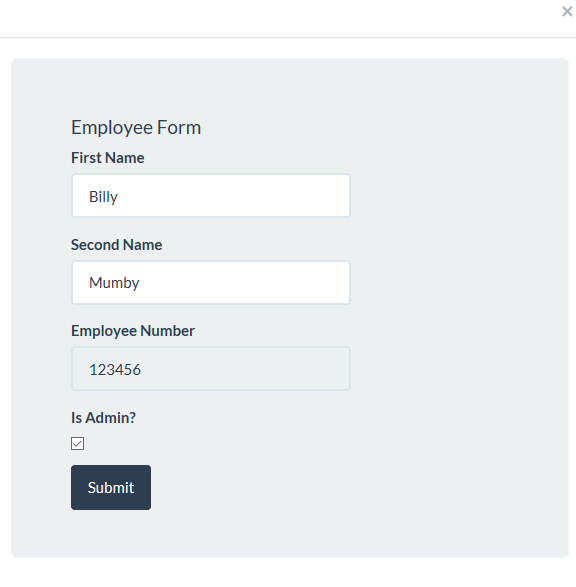 ×
Employee Form
First Name
Billy
Second Name
Mumby
Employee Number
123456
Is Admin?
Submit